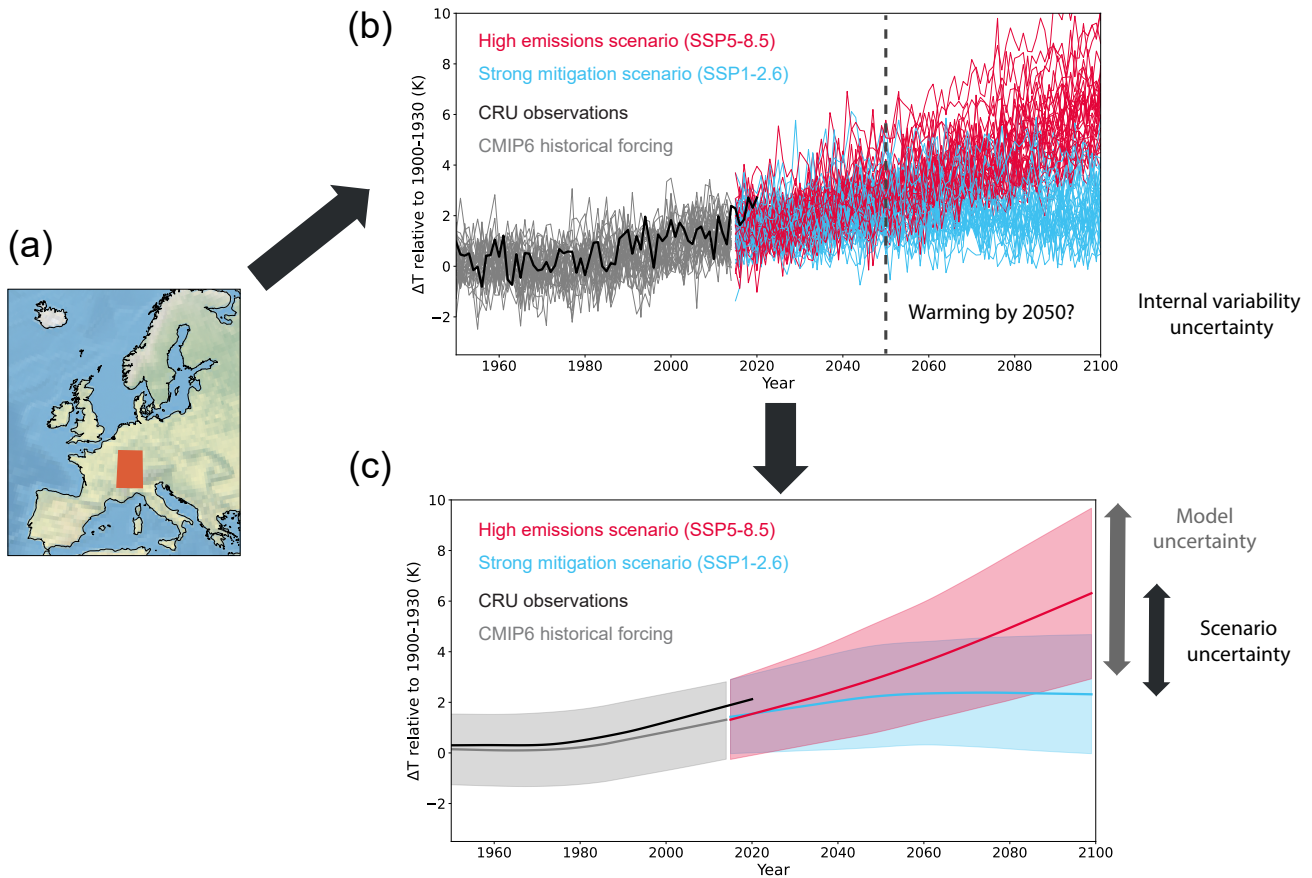 (a)
(b)
10
8
6
4
2
0
−2
ΔT relative to 1900-1930 (K)
High emissions scenario (SSP5-8.5)
Strong mitigation scenario (SSP1-2.6)
CRU observations
CMIP6 historical forcing
Warming by 2050?
1960
1980
2000
2020
2040
2060
2080
2100
Year
Internal variability
uncertainty
(c)
10
8
6
4
2
0
−2
ΔT relative to 1900-1930 (K)
High emissions scenario (SSP5-8.5)
Strong mitigation scenario (SSP1-2.6)
CRU observations
CMIP6 historical forcing
1960
1980
2000
2020
2040
2060
2080
2100
Year
Model
uncertainty
Scenario
uncertainty